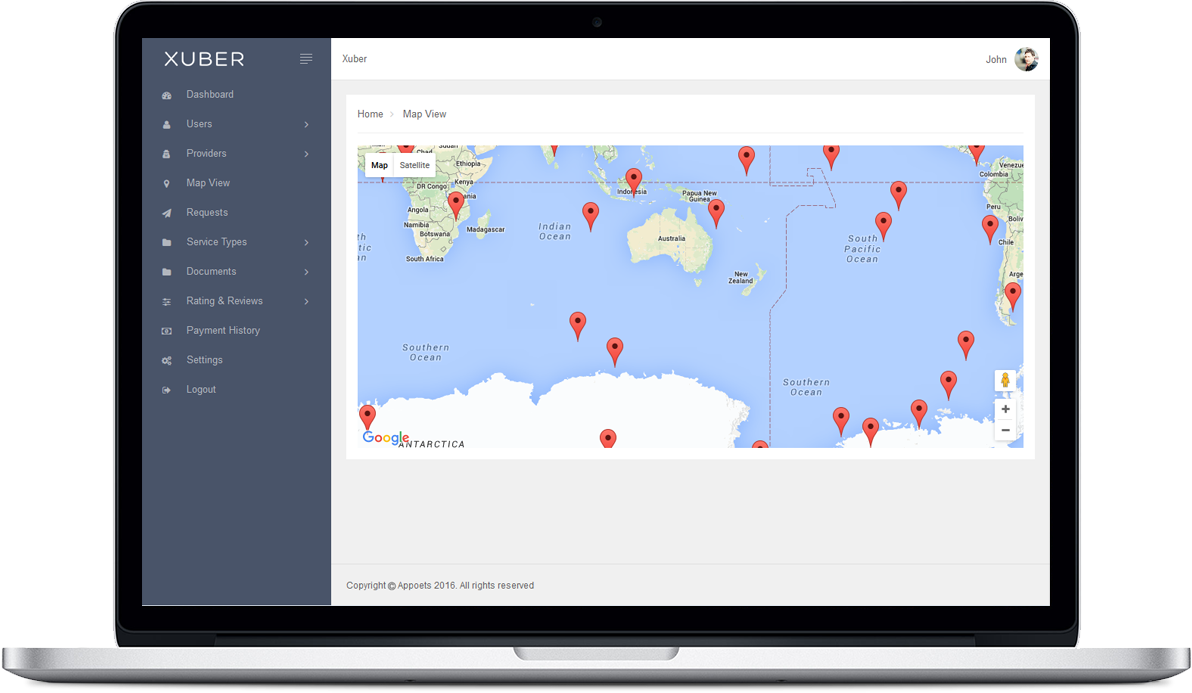 XUBER
Dashboard
Users
Providers
Map View
Requests
Service Types
Documents
Rating & Reviews
Payment History
Settings
Logout
Xuber
John
Home
Map View
Map
Satellite
Chad
Sudan
Ethiopia
Kenya
DR Congo
Angola
Namibia
Botswana
Madagascar
South Africa
Indian
Ocean
Indonesia
Papua New
Guinea
Australia
New
Zealand
South
Pacific
Ocean
Colombia
Peru
Chile
Southern
Ocean
Southern
Ocean
Google
ANTARCTICA
Copyright © Appoets 2016. All rights reserved